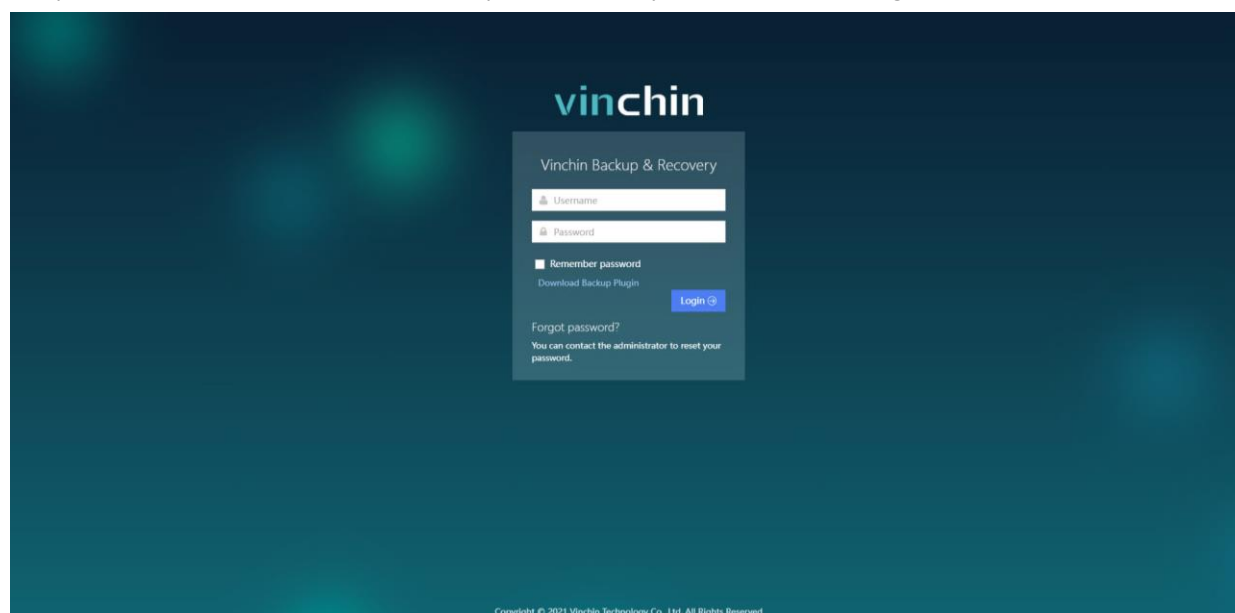 vinchin
Vinchin Backup & Recovery
Username
Password
Remember password
Download Backup Plugin
Login
Forgot password?
You can contact the administrator to reset your
password.
Copyright © 2021 Vinchin Technology Co., Ltd. All Rights Reserved.